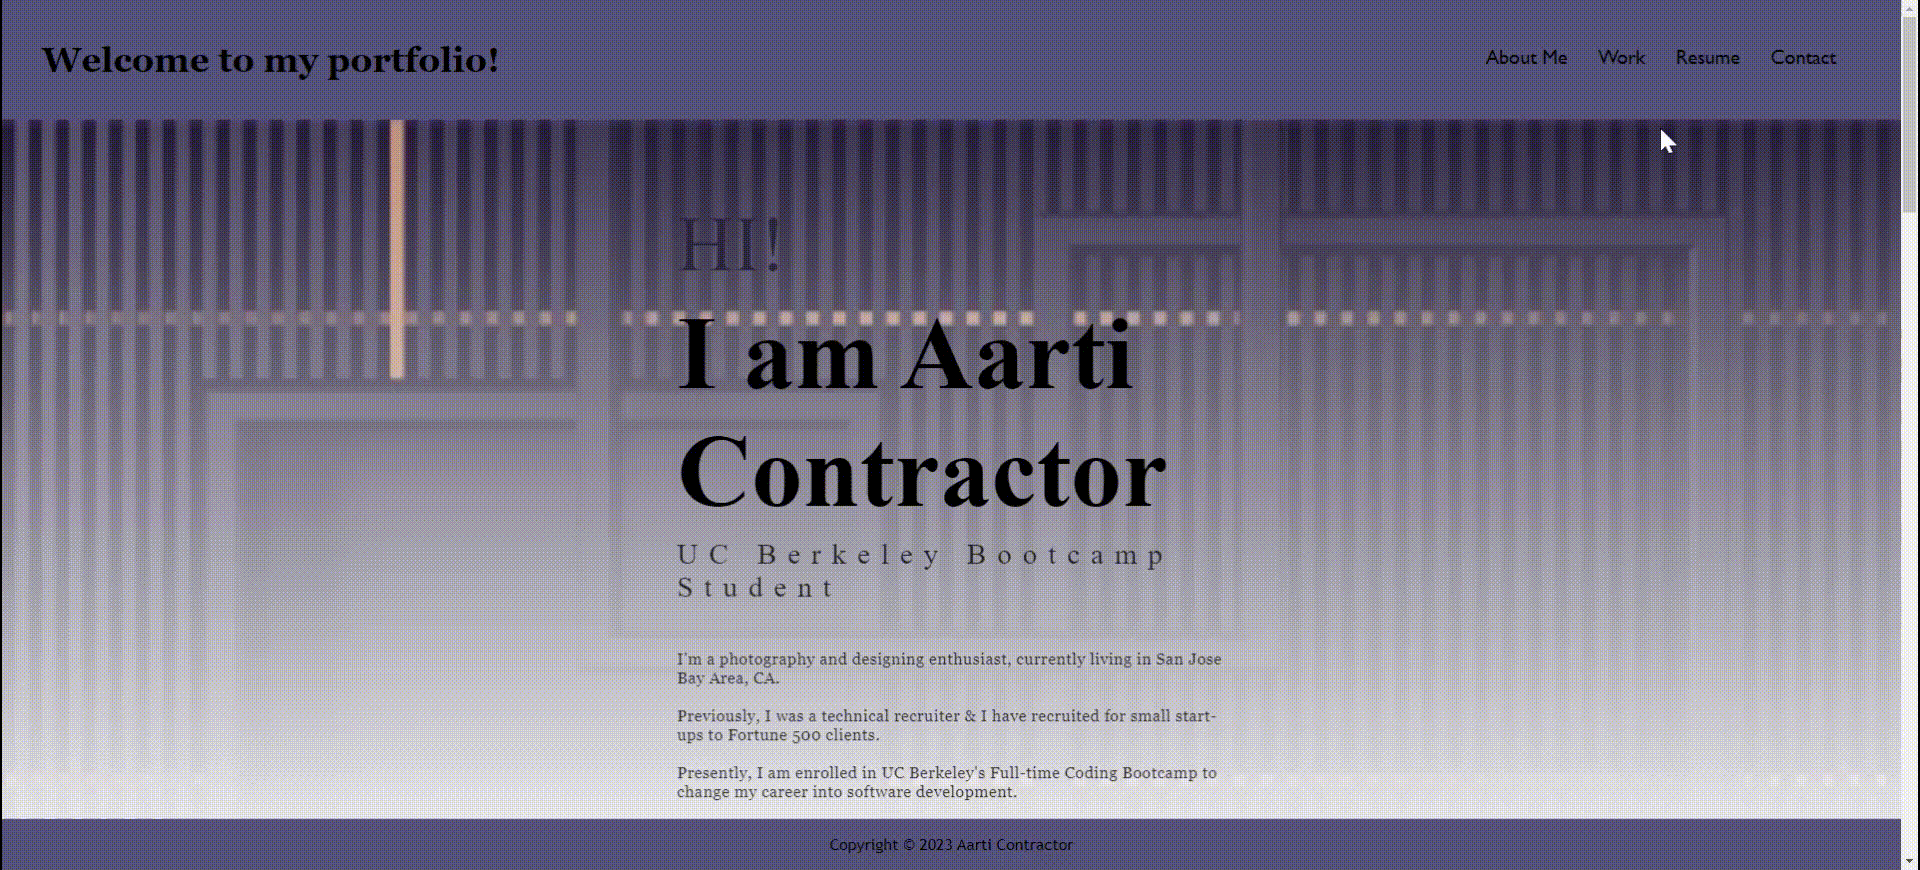 Welcome to my portfolio!
About Me Work Resume Contact
HI!
I am Aarti
Contractor
UC Berkeley Bootcamp
Student
I'm a photography and designing enthusiast, currently living in San Jose
Bay Area, CA.
Previously, I was a technical recruiter & I have recruited for small start-
ups to Fortune 500 clients.
Presently, I am enrolled in UC Berkeley's Full-time Coding Bootcamp to
change my career into software development.
Copyright © 2023 Aarti Contractor